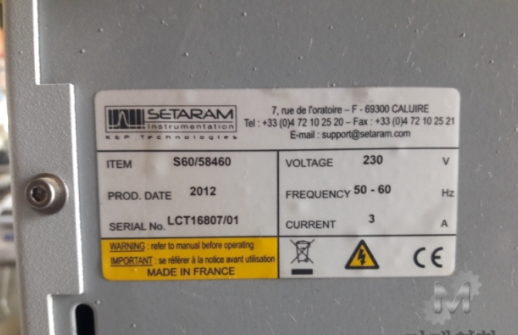 SETARAM
Instrumentation
K&P Technologies
7, rue de l'oratoire – F - 69300 CALUIRE
Tel : +33 (0)4 72 10 25 20 – Fax : +33 (0)4 72 10 25 21
E-mail : support@setaram.com
ITEM S60/58460
PROD. DATE 2012
SERIAL No. LCT16807/01
VOLTAGE 230 V
FREQUENCY 50 - 60 Hz
CURRENT 3 A
WARNING : refer to manual before operating
IMPORTANT : se référer à la notice avant utilisation
MADE IN FRANCE
CE